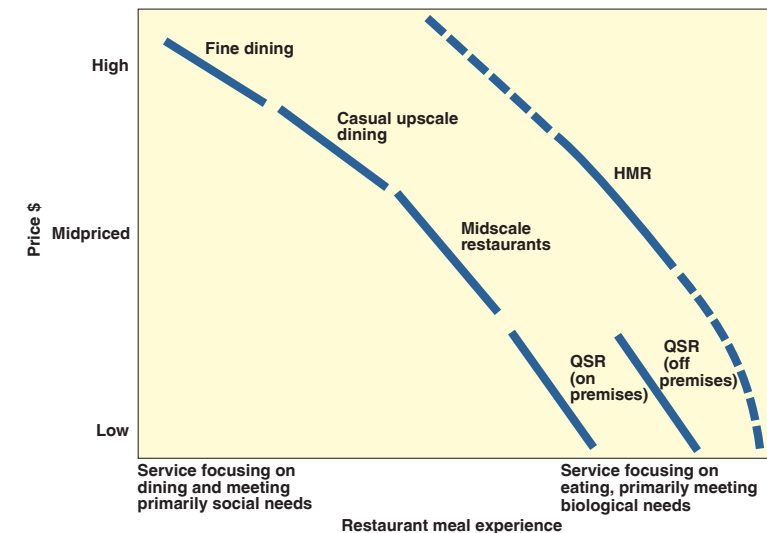 Fine dining
High
Casual upscale
dining
HMR
Price $
Midpriced
Midscale
restaurants
QSR
(on
premises)
QSR
(off
premises)
Low
Service focusing on
dining and meeting
primarily social needs
Service focusing on
eating, primarily meeting
biological needs
Restaurant meal experience